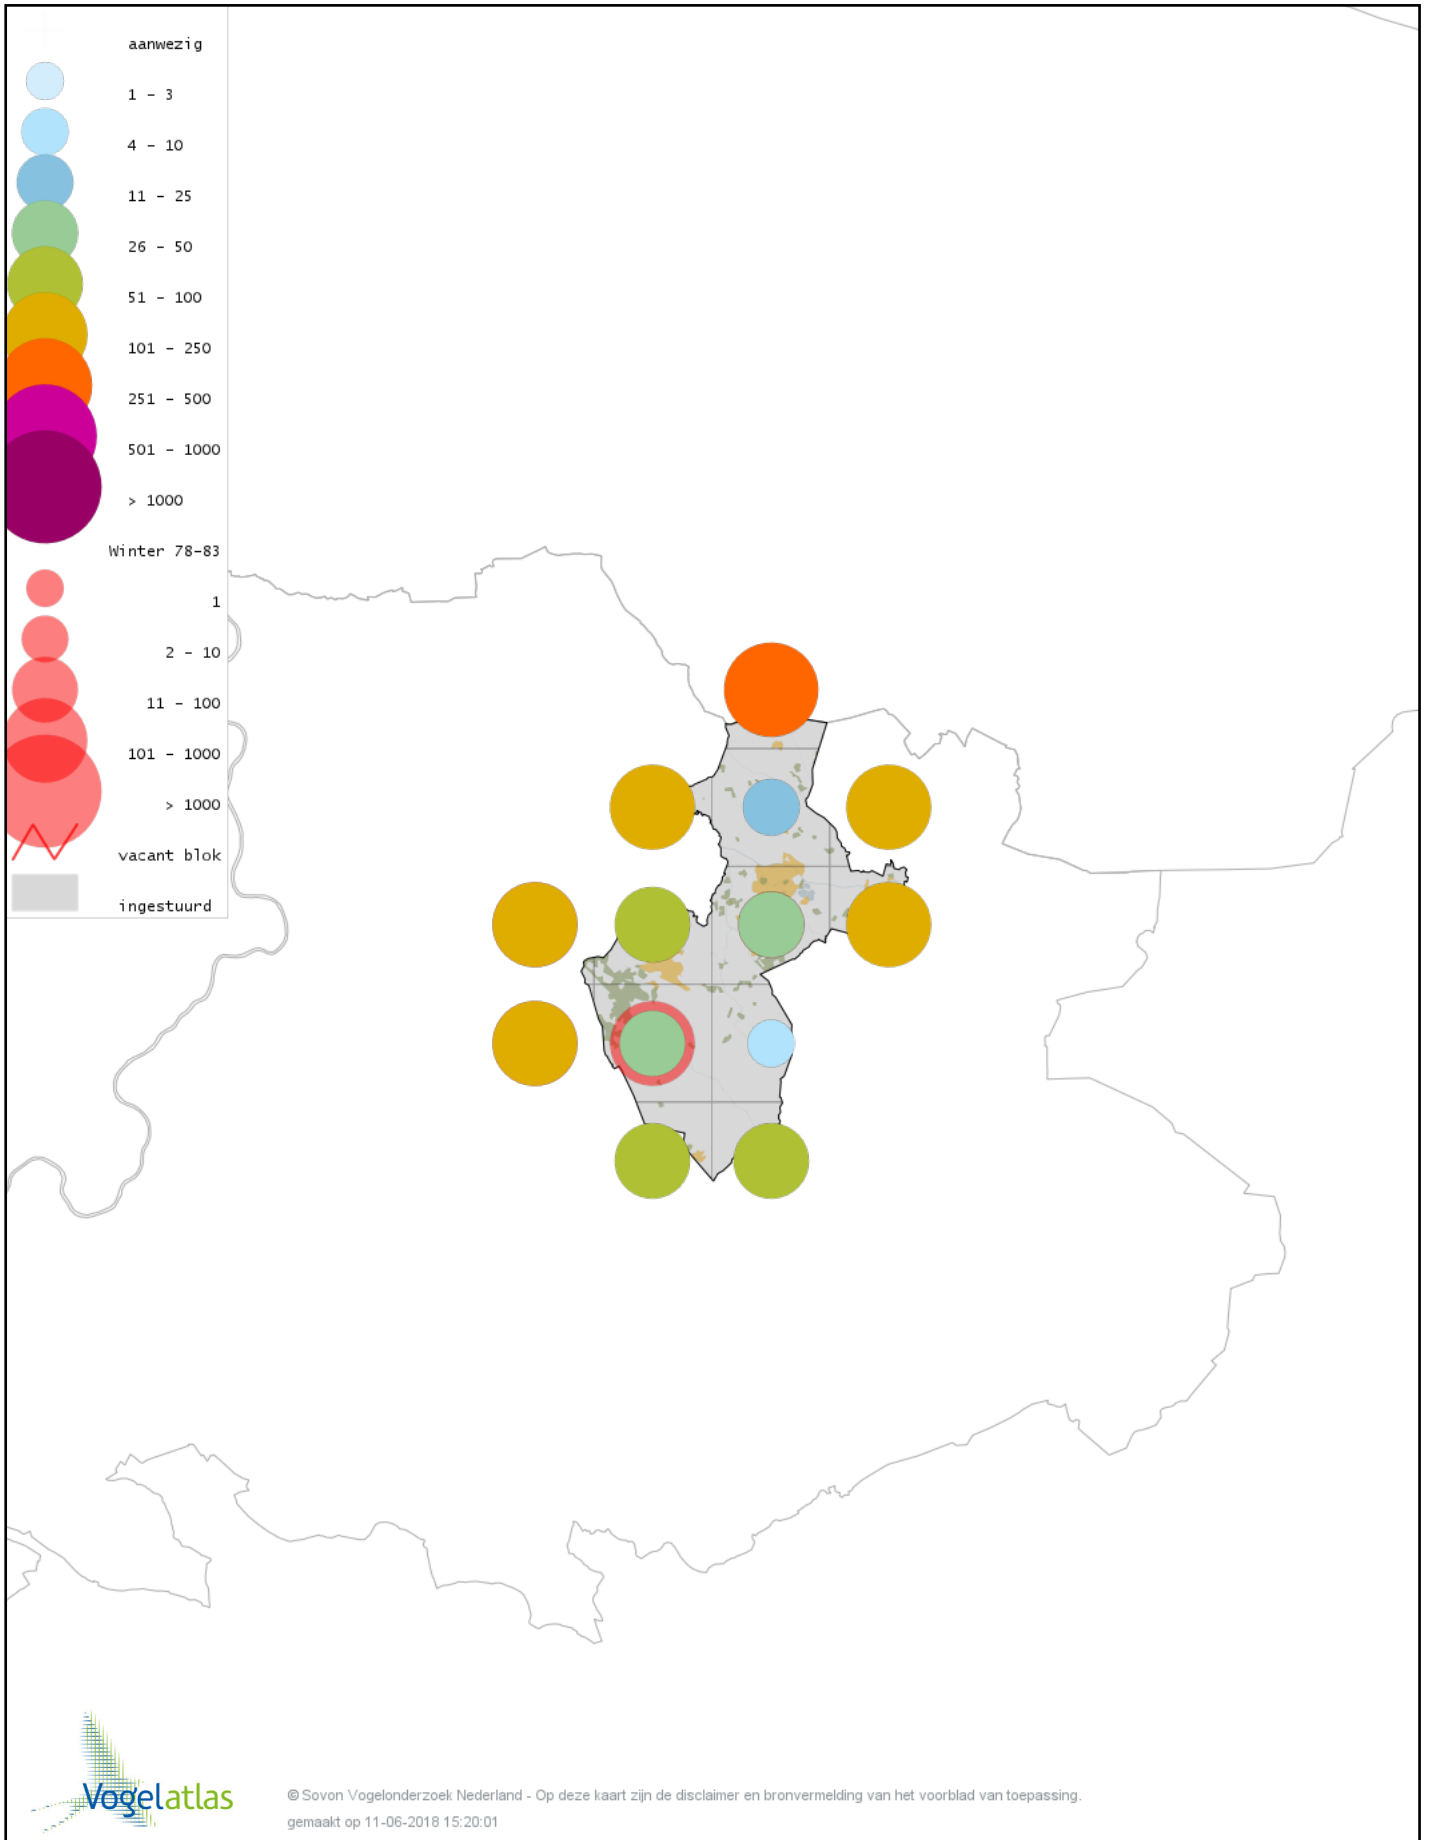 aanwezig
1 - 3
4 - 10
11 - 25
26 - 50
51 - 100
101 - 250
251 - 500
501 - 1000
> 1000
Winter 78-83
1
2 - 10
11 - 100
101 - 1000
> 1000
vacant blok
ingestuurd
Vogelatlas
© Sovon Vogelonderzoek Nederland - Op deze kaart zijn de disclaimer en bronvermelding van het voorblad van toepassing.
gemaakt op 11-06-2018 15:20:01